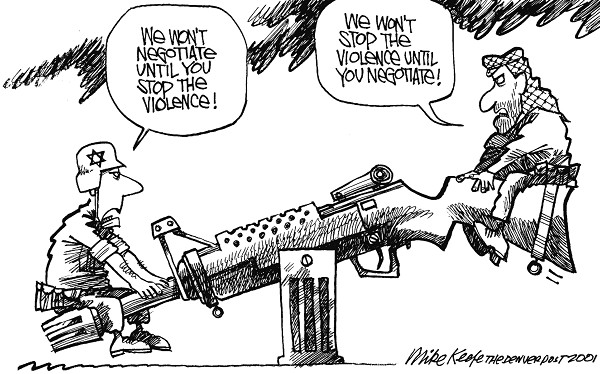 WE WON'T
NEGOTIATE
UNTIL YOU
STOP THE
VIOLENCE!
WE WON'T
STOP THE
VIOLENCE UNTIL
YOU NEGOTIATE!
MIKE KEEFE THE DENVER POST 2001